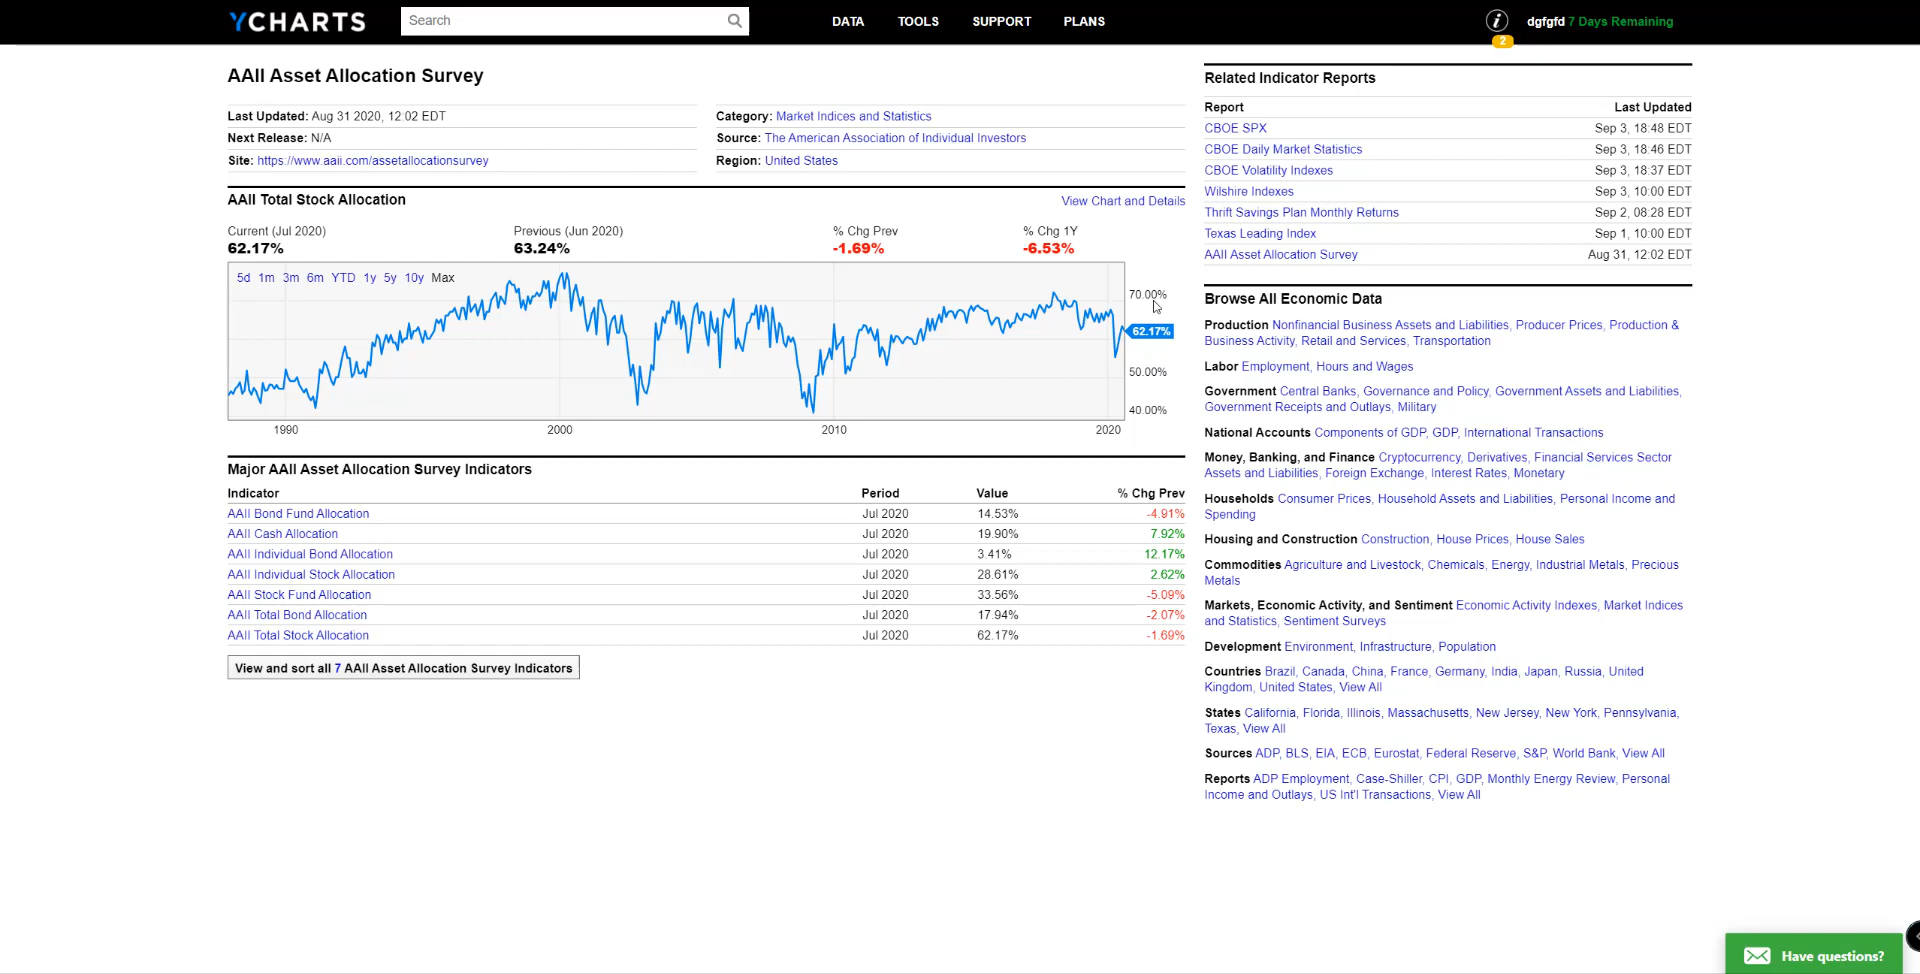 YCHARTS
Search
DATA TOOLS SUPPORT PLANS
i
2
dgfgfd 7 Days Remaining
AAII Asset Allocation Survey
Last Updated: Aug 31 2020, 12:02 EDT
Next Release: N/A
Site: https://www.aaii.com/assetallocationsurvey
Category: Market Indices and Statistics
Source: The American Association of Individual Investors
Region: United States
AAII Total Stock Allocation
View Chart and Details
Current (Jul 2020) Previous (Jun 2020) % Chg Prev % Chg 1Y
62.17% 63.24% -1.69% -6.53%
5d 1m 3m 6m YTD 1y 5y 10y Max
70.00%
62.17%
50.00%
40.00%
1990 2000 2010 2020
Major AAII Asset Allocation Survey Indicators
Indicator Period Value % Chg Prev
AAII Bond Fund Allocation Jul 2020 14.53% -4.91%
AAII Cash Allocation Jul 2020 19.90% 7.92%
AAII Individual Bond Allocation Jul 2020 3.41% 12.17%
AAII Individual Stock Allocation Jul 2020 28.61% 2.62%
AAII Stock Fund Allocation Jul 2020 33.56% -5.09%
AAII Total Bond Allocation Jul 2020 17.94% -2.07%
AAII Total Stock Allocation Jul 2020 62.17% -1.69%
View and sort all 7 AAII Asset Allocation Survey Indicators
Related Indicator Reports
Report Last Updated
CBOE SPX Sep 3, 18:48 EDT
CBOE Daily Market Statistics Sep 3, 18:46 EDT
CBOE Volatility Indexes Sep 3, 18:37 EDT
Wilshire Indexes Sep 3, 10:00 EDT
Thrift Savings Plan Monthly Returns Sep 2, 08:28 EDT
Texas Leading Index Sep 1, 10:00 EDT
AAII Asset Allocation Survey Aug 31, 12:02 EDT
Browse All Economic Data
Production Nonfinancial Business Assets and Liabilities, Producer Prices, Production &
Business Activity, Retail and Services, Transportation
Labor Employment, Hours and Wages
Government Central Banks, Governance and Policy, Government Assets and Liabilities,
Government Receipts and Outlays, Military
National Accounts Components of GDP, GDP, International Transactions
Money, Banking, and Finance Cryptocurrency, Derivatives, Financial Services Sector
Assets and Liabilities, Foreign Exchange, Interest Rates, Monetary
Households Consumer Prices, Household Assets and Liabilities, Personal Income and
Spending
Housing and Construction Construction, House Prices, House Sales
Commodities Agriculture and Livestock, Chemicals, Energy, Industrial Metals, Precious
Metals
Markets, Economic Activity, and Sentiment Economic Activity Indexes, Market Indices
and Statistics, Sentiment Surveys
Development Environment, Infrastructure, Population
Countries Brazil, Canada, China, France, Germany, India, Japan, Russia, United
Kingdom, United States, View All
States California, Florida, Illinois, Massachusetts, New Jersey, New York, Pennsylvania,
Texas, View All
Sources ADP, BLS, EIA, ECB, Eurostat, Federal Reserve, S&P, World Bank, View All
Reports ADP Employment, Case-Shiller, CPI, GDP, Monthly Energy Review, Personal
Income and Outlays, US Int'l Transactions, View All
Have questions?